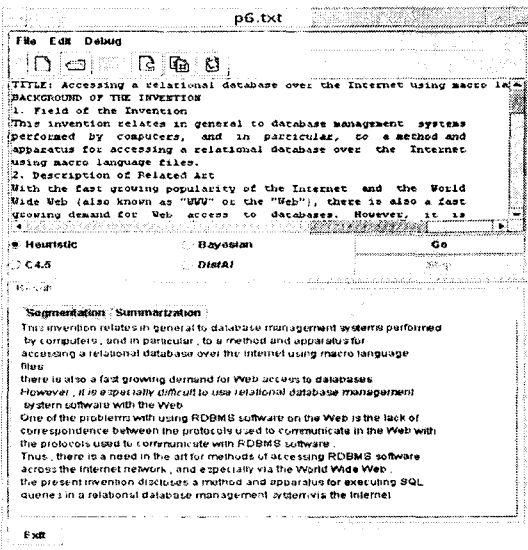 p6.txt
File Edit Debug
TITLE: Accessing a relational database over the Internet using macro la
BACKGROUND OF THE INVENTION
1. Field of the Invention
This invention relates in general to database management systems
performed by computers, and in particular, to a method and
apparatus for accessing a relational database over the Internet
using macro language files.
2. Description of Related Art
With the fast growing popularity of the Internet and the World
Wide Web (also known as "WWW" or the "Web"), there is also a fast
growing demand for Web access to databases. However, it is
Heuristic Bayesian Go
C4.5 DistAl Stop
Result
Segmentation Summarization
This invention relates in general to database management systems performed
by computers , and in particular , to a method and apparatus for
accessing a relational database over the Internet using macro language
files
there is also a fast growing demand for Web access to databases
However , it is especially difficult to use relational database management
system software with the Web
One of the problems with using RDBMS software on the Web is the lack of
correspondence between the protocols used to communicate in the Web with
the protocols used to communicate with RDBMS software .
Thus , there is a need in the art for methods of accessing RDBMS software
across the Internet network , and especially via the World Wide Web .
the present invention discloses a method and apparatus for executing SQL
queries in a relational database management system via the Internet
Exit